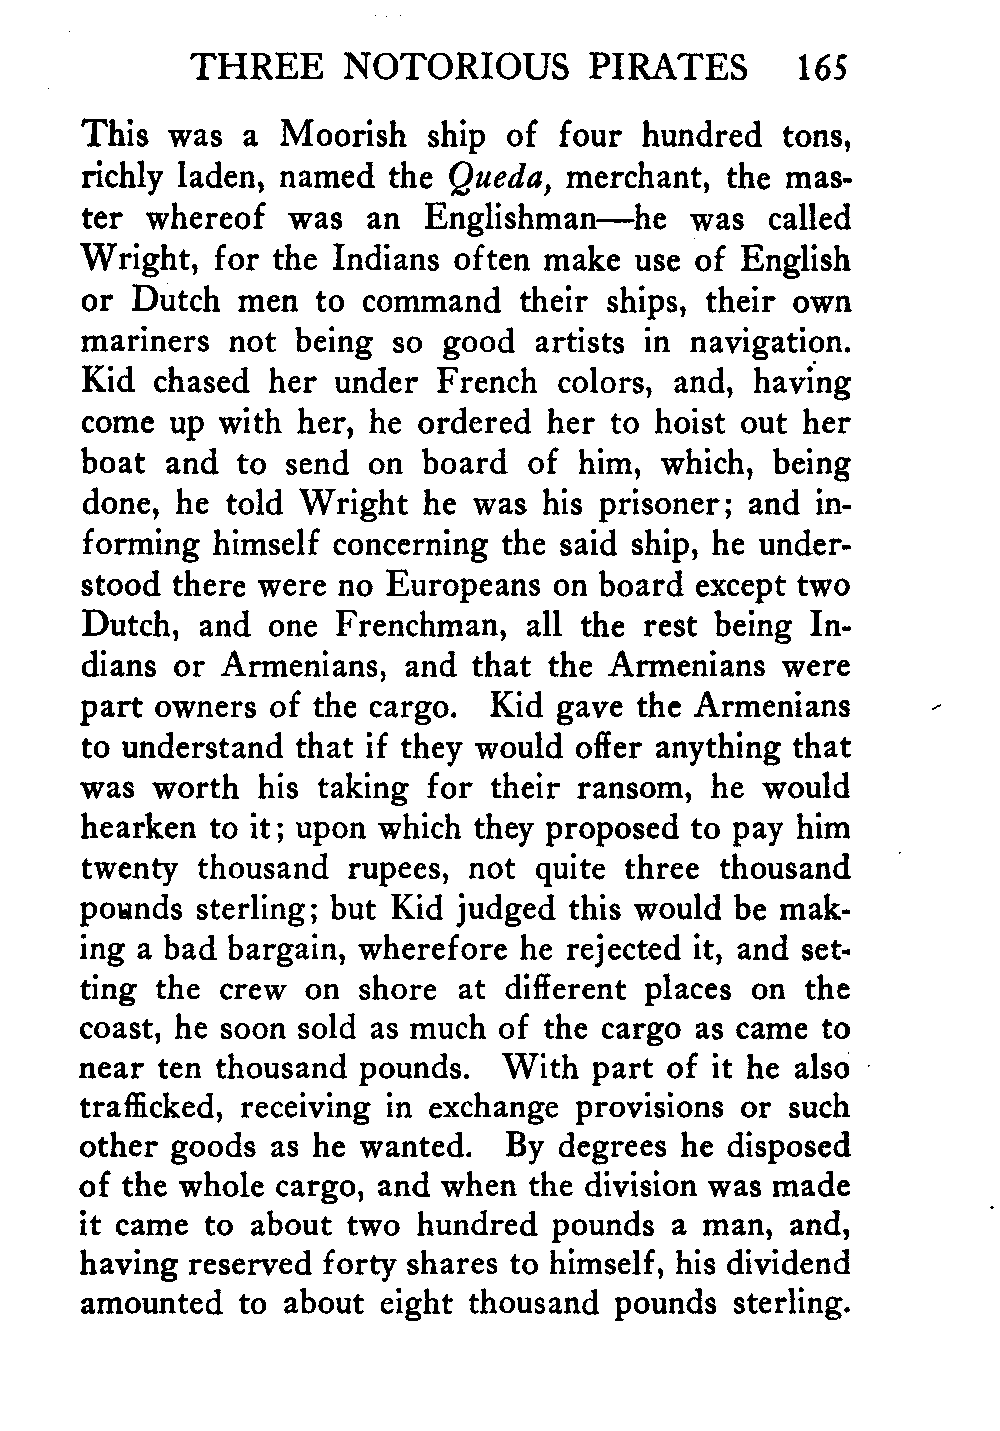 THREE NOTORIOUS PIRATES 165
This was a Moorish ship of four hundred tons,
richly laden, named the Queda, merchant, the mas-
ter whereof was an Englishman—he was called
Wright, for the Indians often make use of English
or Dutch men to command their ships, their own
mariners not being so good artists in navigation.
Kid chased her under French colors, and, having
come up with her, he ordered her to hoist out her
boat and to send on board of him, which, being
done, he told Wright he was his prisoner; and in-
forming himself concerning the said ship, he under-
stood there were no Europeans on board except two
Dutch, and one Frenchman, all the rest being In-
dians or Armenians, and that the Armenians were
part owners of the cargo. Kid gave the Armenians
to understand that if they would offer anything that
was worth his taking for their ransom, he would
hearken to it; upon which they proposed to pay him
twenty thousand rupees, not quite three thousand
pounds sterling; but Kid judged this would be mak-
ing a bad bargain, wherefore he rejected it, and set-
ting the crew on shore at different places on the
coast, he soon sold as much of the cargo as came to
near ten thousand pounds. With part of it he also
trafficked, receiving in exchange provisions or such
other goods as he wanted. By degrees he disposed
of the whole cargo, and when the division was made
it came to about two hundred pounds a man, and,
having reserved forty shares to himself, his dividend
amounted to about eight thousand pounds sterling.